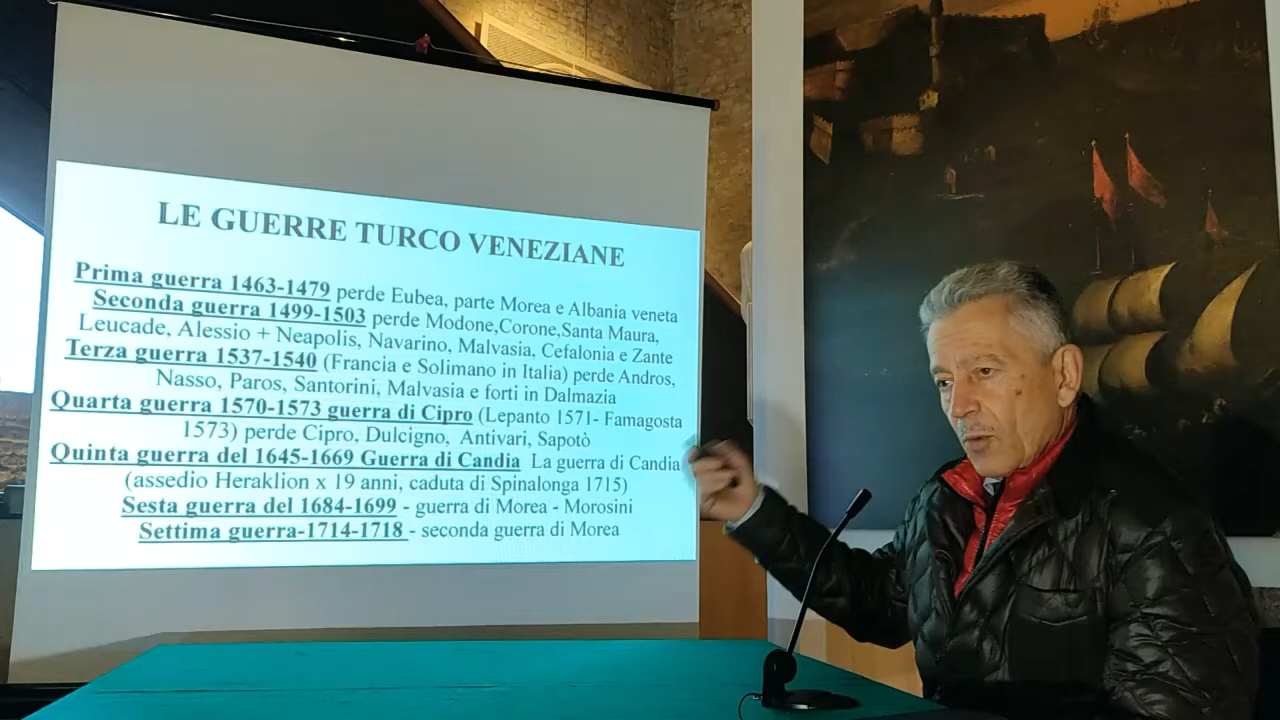 LE GUERRE TURCO VENEZIANE
Prima guerra 1463-1479 perde Eubea, parte Morea e Albania veneta
Seconda guerra 1499-1503 perde Modone,Corone,Santa Maura,
Leucade, Alessio + Neapolis, Navarino, Malvasia, Cefalonia e Zante
Terza guerra 1537-1540 (Francia e Solimano in Italia) perde Andros,
Nasso, Paros, Santorini, Malvasia e forti in Dalmazia
Quarta guerra 1570-1573 guerra di Cipro (Lepanto 1571- Famagosta
1573) perde Cipro, Dulcigno, Antivari, Sapotò
Quinta guerra del 1645-1669 Guerra di Candia La guerra di Candia
(assedio Heraklion x 19 anni, caduta di Spinalonga 1715)
Sesta guerra del 1684-1699 - guerra di Morea - Morosini
Settima guerra-1714-1718 - seconda guerra di Morea